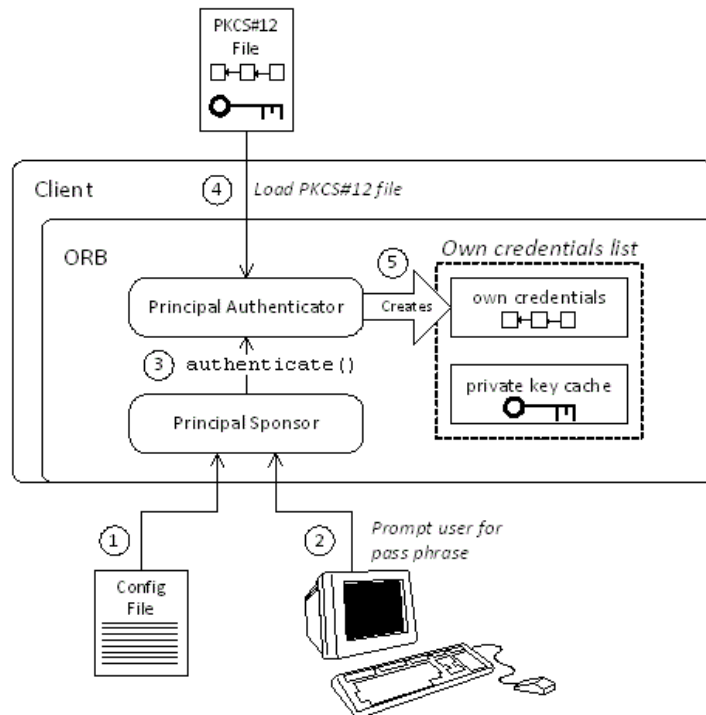 PKCS#12
File
Client
4
Load PKCS#12 file
ORB
Own credentials list
5
Principal Authenticator
Creates
own credentials
3
authenticate()
private key cache
Principal Sponsor
1
2
Prompt user for
pass phrase
Config
File